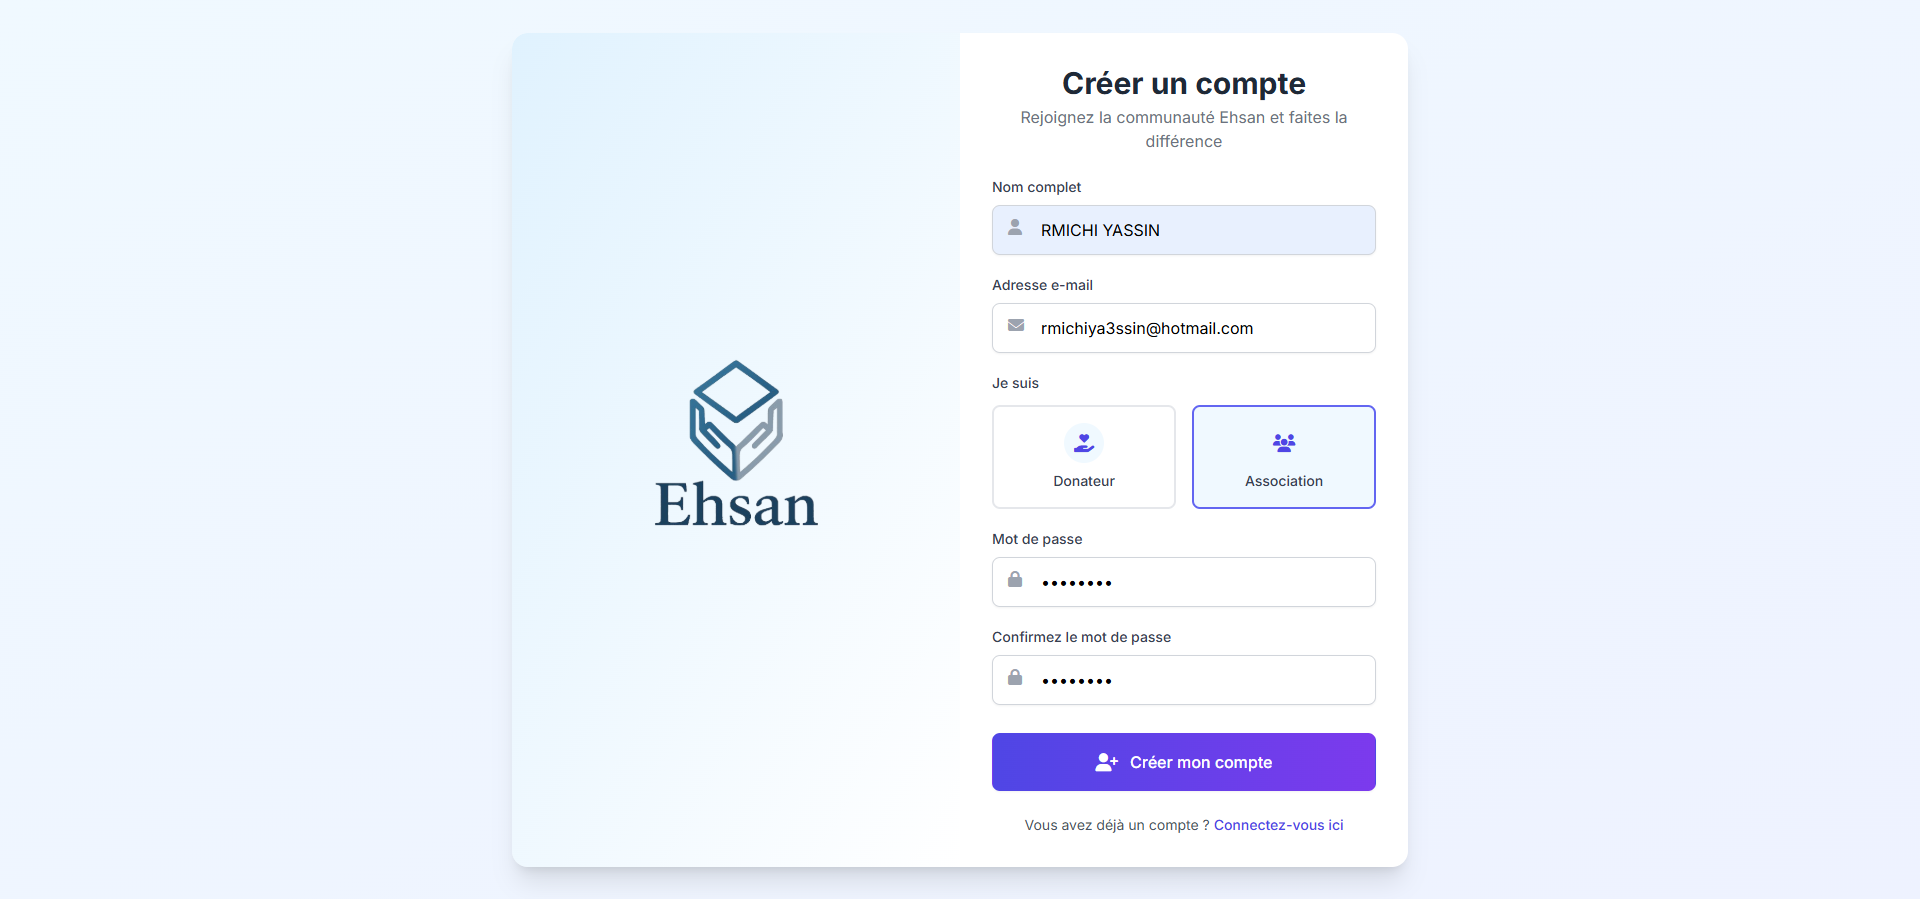 Ehsan
Créer un compte
Rejoignez la communauté Ehsan et faites la
différence
Nom complet
RMICHI YASSIN
Adresse e-mail
rmichiya3ssin@hotmail.com
Je suis
Donateur
Association
Mot de passe
••••••••
Confirmez le mot de passe
••••••••
Créer mon compte
Vous avez déjà un compte ? Connectez-vous ici